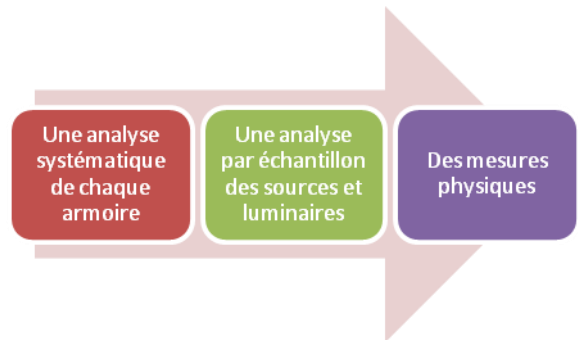 Une analyse
systématique
de chaque
armoire
Une analyse
par échantillon
des sources et
luminaires
Des mesures
physiques